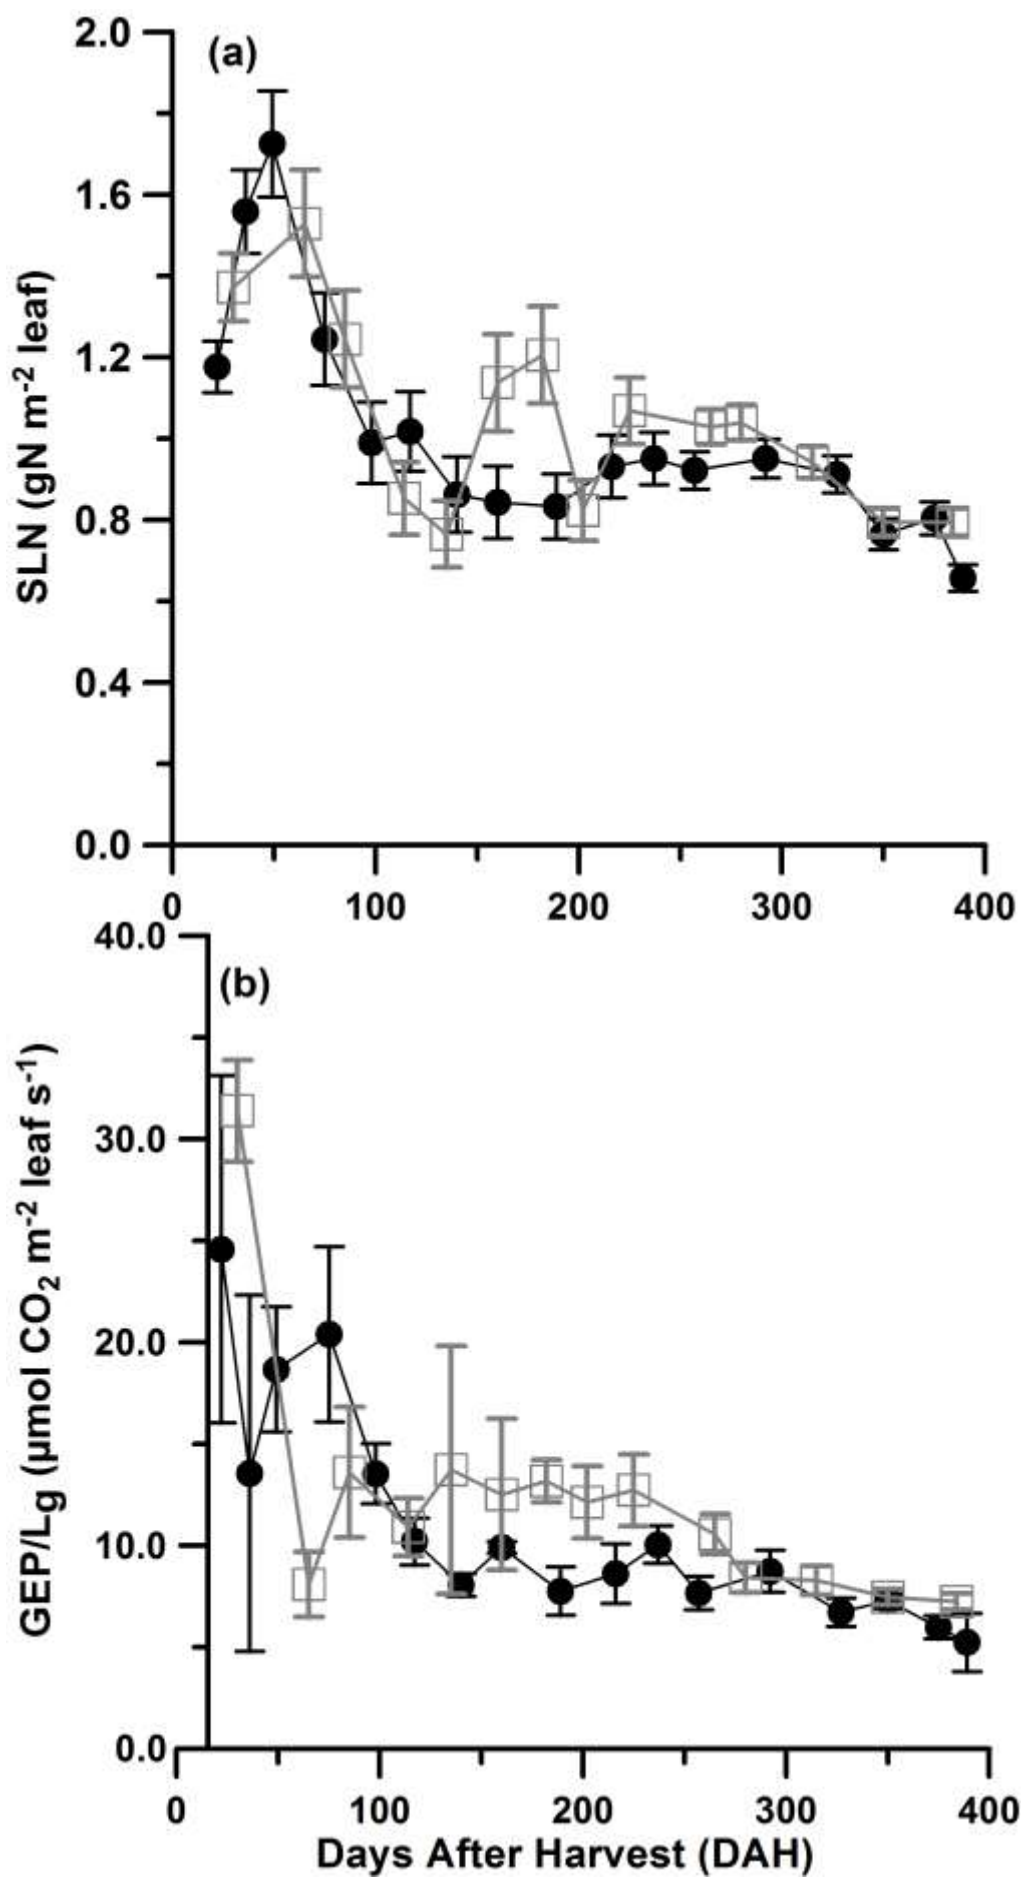 (a)
2.0
1.6
1.2
0.8
0.4
0.0
SLN (gN m⁻² leaf)
0 100 200 300 400
(b)
40.0
30.0
20.0
10.0
0.0
GEP/Lg (µmol CO₂ m⁻² leaf s⁻¹)
0 100 200 300 400
Days After Harvest (DAH)